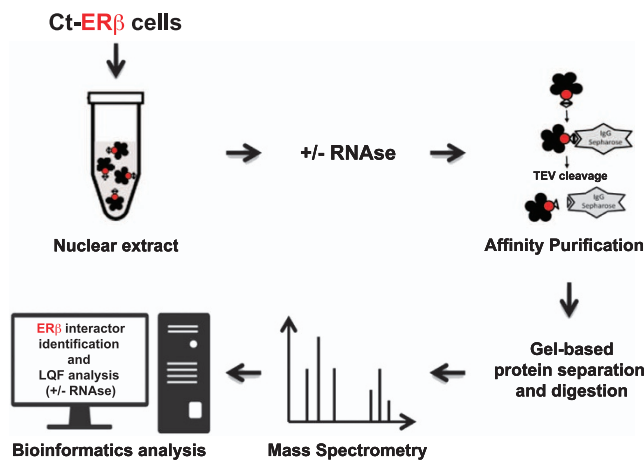 Ct-ERβ cells
Nuclear extract
+/- RNAse
IgG
Sepharose
TEV cleavage
IgG
Sepharose
Affinity Purification
Gel-based
protein separation
and digestion
Mass Spectrometry
ERβ interactor
identification
and
LQF analysis
(+/- RNAse)
Bioinformatics analysis